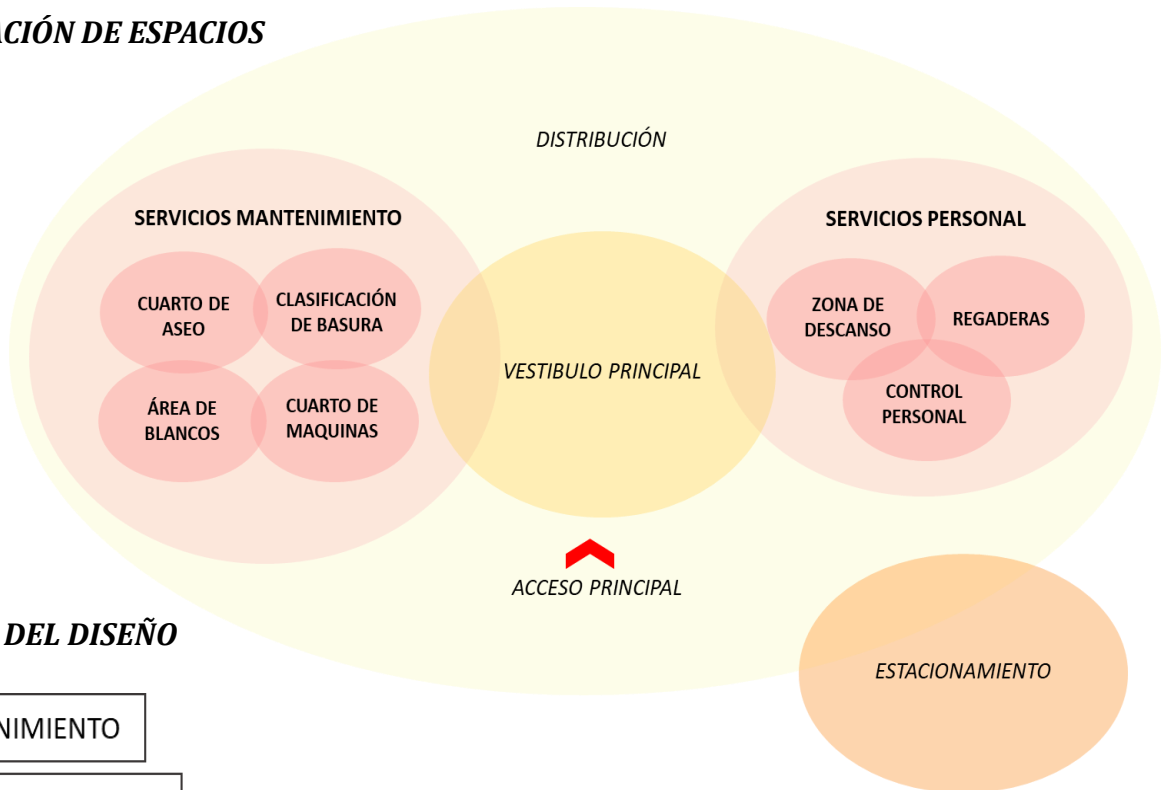 ACIÓN DE ESPACIOS
DISTRIBUCIÓN
SERVICIOS MANTENIMIENTO
CUARTO DE
ASEO
CLASIFICACIÓN
DE BASURA
ÁREA DE
BLANCOS
CUARTO DE
MAQUINAS
VESTIBULO PRINCIPAL
SERVICIOS PERSONAL
ZONA DE
DESCANSO
REGADERAS
CONTROL
PERSONAL
ACCESO PRINCIPAL
ESTACIONAMIENTO
DEL DISEÑO
NIMIENTO